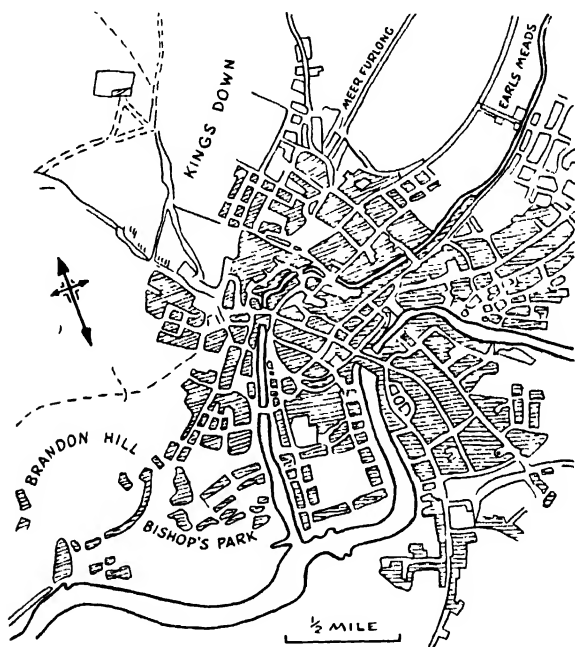 KINGS DOWN
MEER FURLONG
EARLS MEADS
BRANDON HILL
BISHOP'S PARK
½ MILE